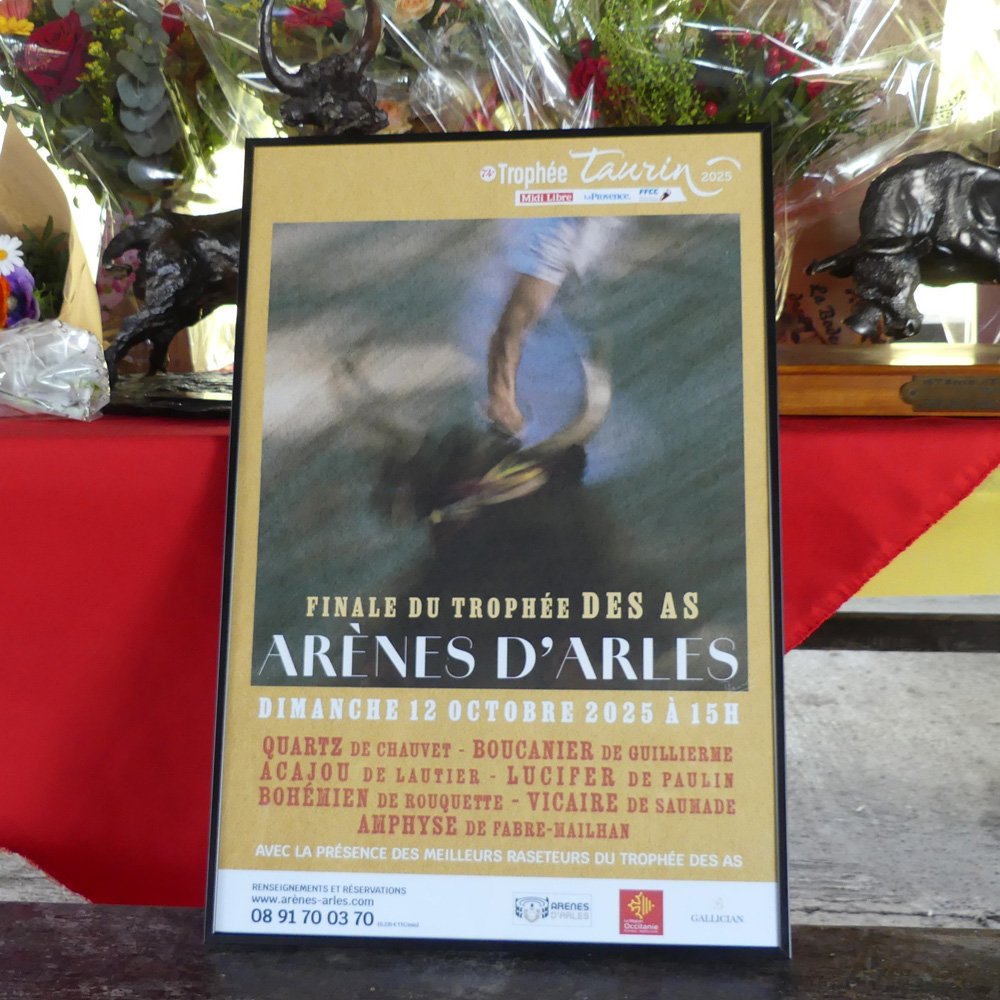 Trophée Taurin 2025
Midi Libre LaProvence. FFCC
FINALE DU TROPHÉE DES AS
ARÈNES D'ARLES
DIMANCHE 12 OCTOBRE 2025 À 15H
QUARTZ DE CHAUVET - BOUCANIER DE GUILLIERME
ACAJOU DE LAUTIER - LUCIFER DE PAULIN
BOHÉMIEN DE ROUQUETTE - VICAIRE DE SAUMADE
AMPHYSE DE FABRE-MAILHAN
AVEC LA PRÉSENCE DES MEILLEURS RASETEURS DU TROPHÉE DES AS
RENSEIGNEMENTS ET RÉSERVATIONS
www.arènes-arles.com
08 91 70 03 70
ARENES
D'ARLES
Occitanie
GALLICIAN